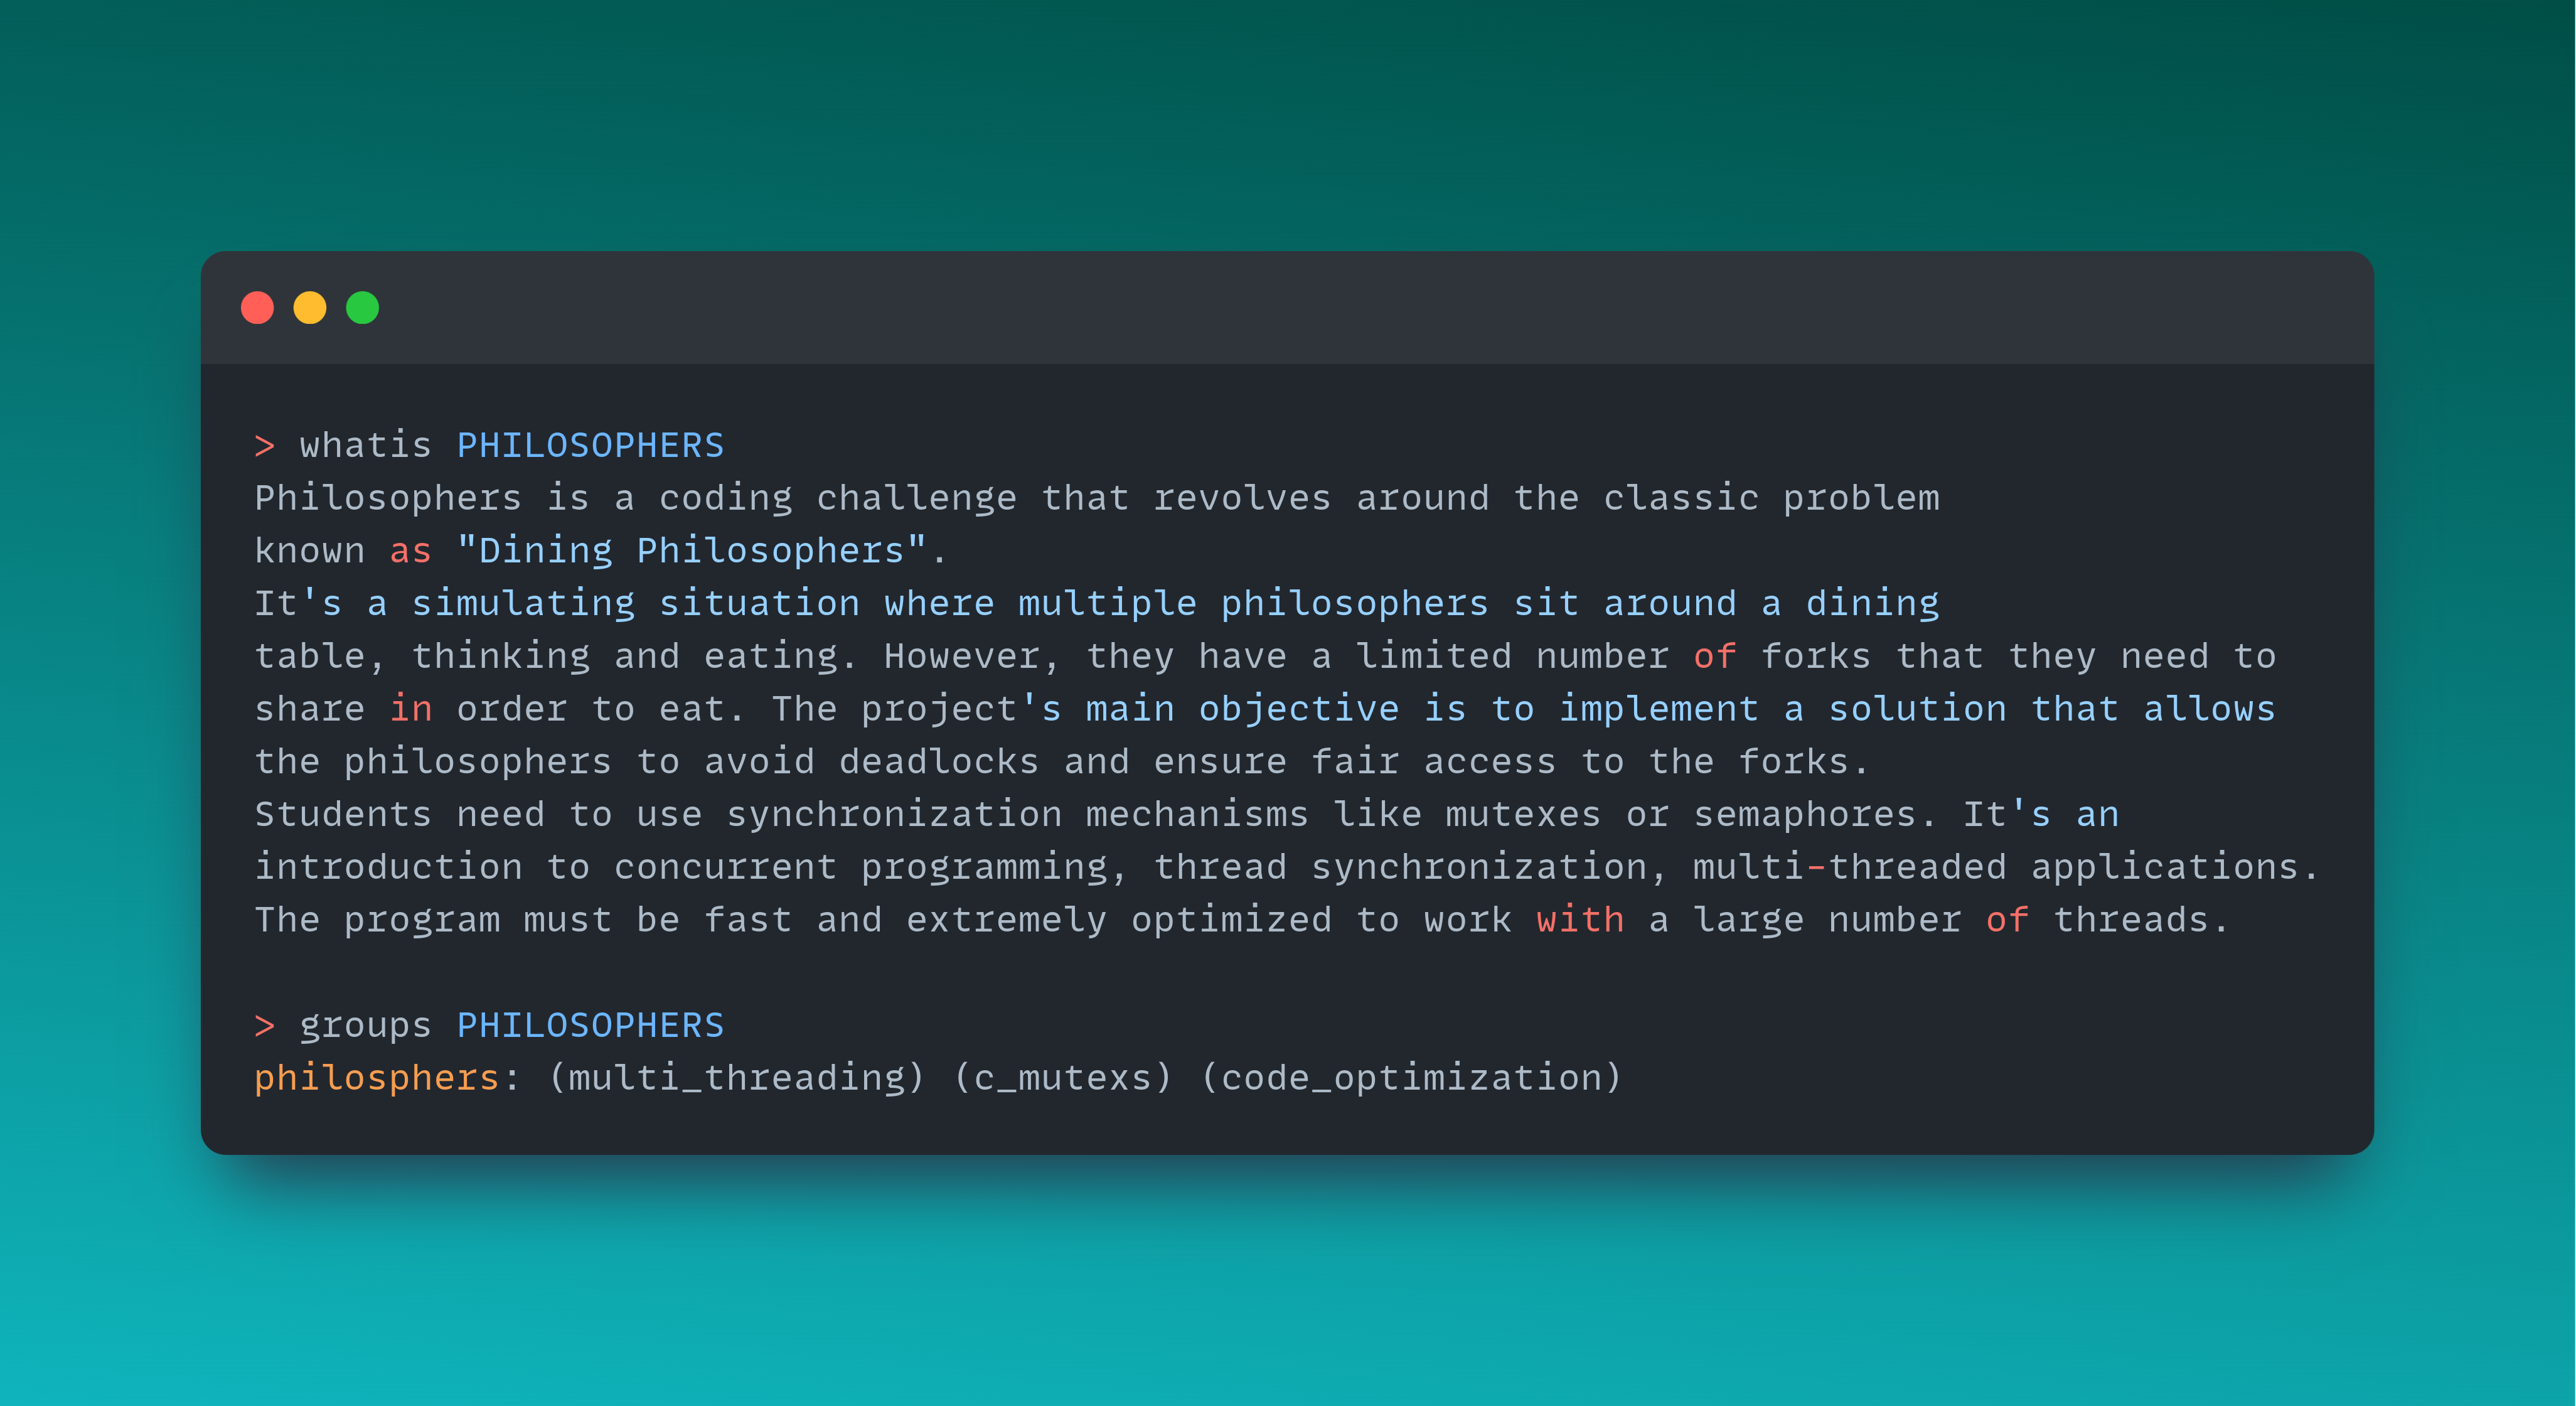 > whatis PHILOSOPHERS
Philosophers is a coding challenge that revolves around the classic problem
known as "Dining Philosophers".
It's a simulating situation where multiple philosophers sit around a dining
table, thinking and eating. However, they have a limited number of forks that they need to
share in order to eat. The project's main objective is to implement a solution that allows
the philosophers to avoid deadlocks and ensure fair access to the forks.
Students need to use synchronization mechanisms like mutexes or semaphores. It's an
introduction to concurrent programming, thread synchronization, multi-threaded applications.
The program must be fast and extremely optimized to work with a large number of threads.
> groups PHILOSOPHERS
philosphers: (multi_threading) (c_mutexs) (code_optimization)